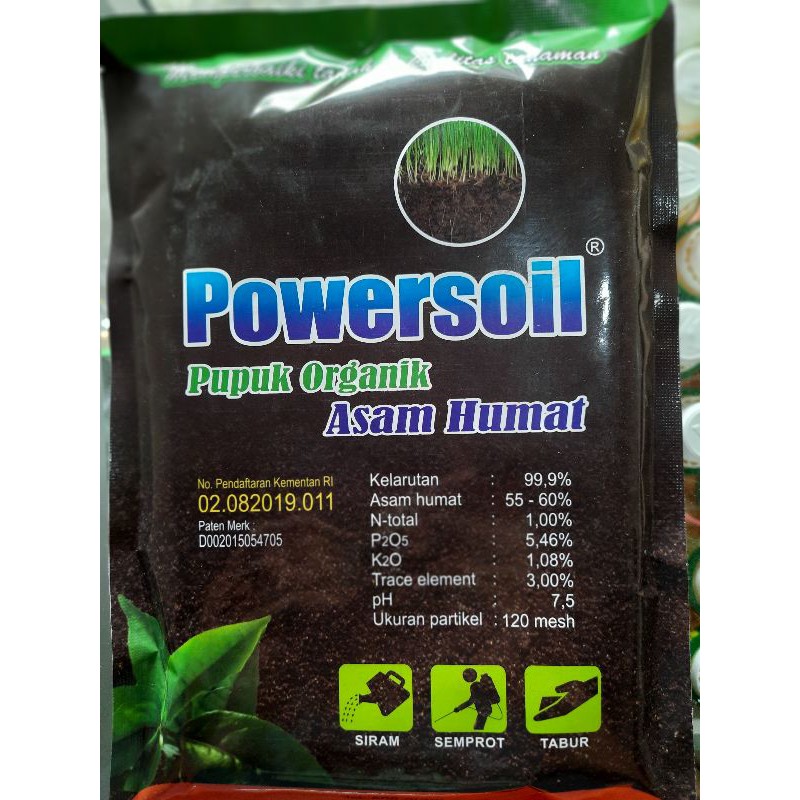 Memperbaiki tanaman
Powersoil®
Pupuk Organik
Asam Humat
No. Pendaftaran Kementan RI
02.082019.011
Paten Merk :
D002015054705
Kelarutan : 99,9%
Asam humat : 55 - 60%
N-total : 1,00%
P2O5 : 5,46%
K2O : 1,08%
Trace element : 3,00%
pH : 7,5
Ukuran partikel : 120 mesh
SIRAM SEMPROT TABUR